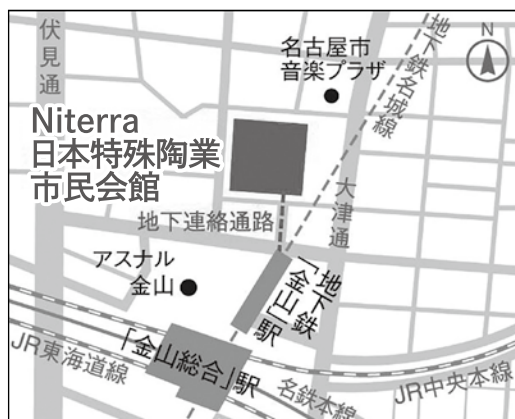 伏見通
名古屋市
音楽プラザ
地下鉄名城線
N
Niterra
日本特殊陶業
市民会館
大津通
地下連絡通路
アスナル
金山
地下鉄
「金山」駅
「金山総合」駅
JR東海道線
名鉄本線
JR中央本線